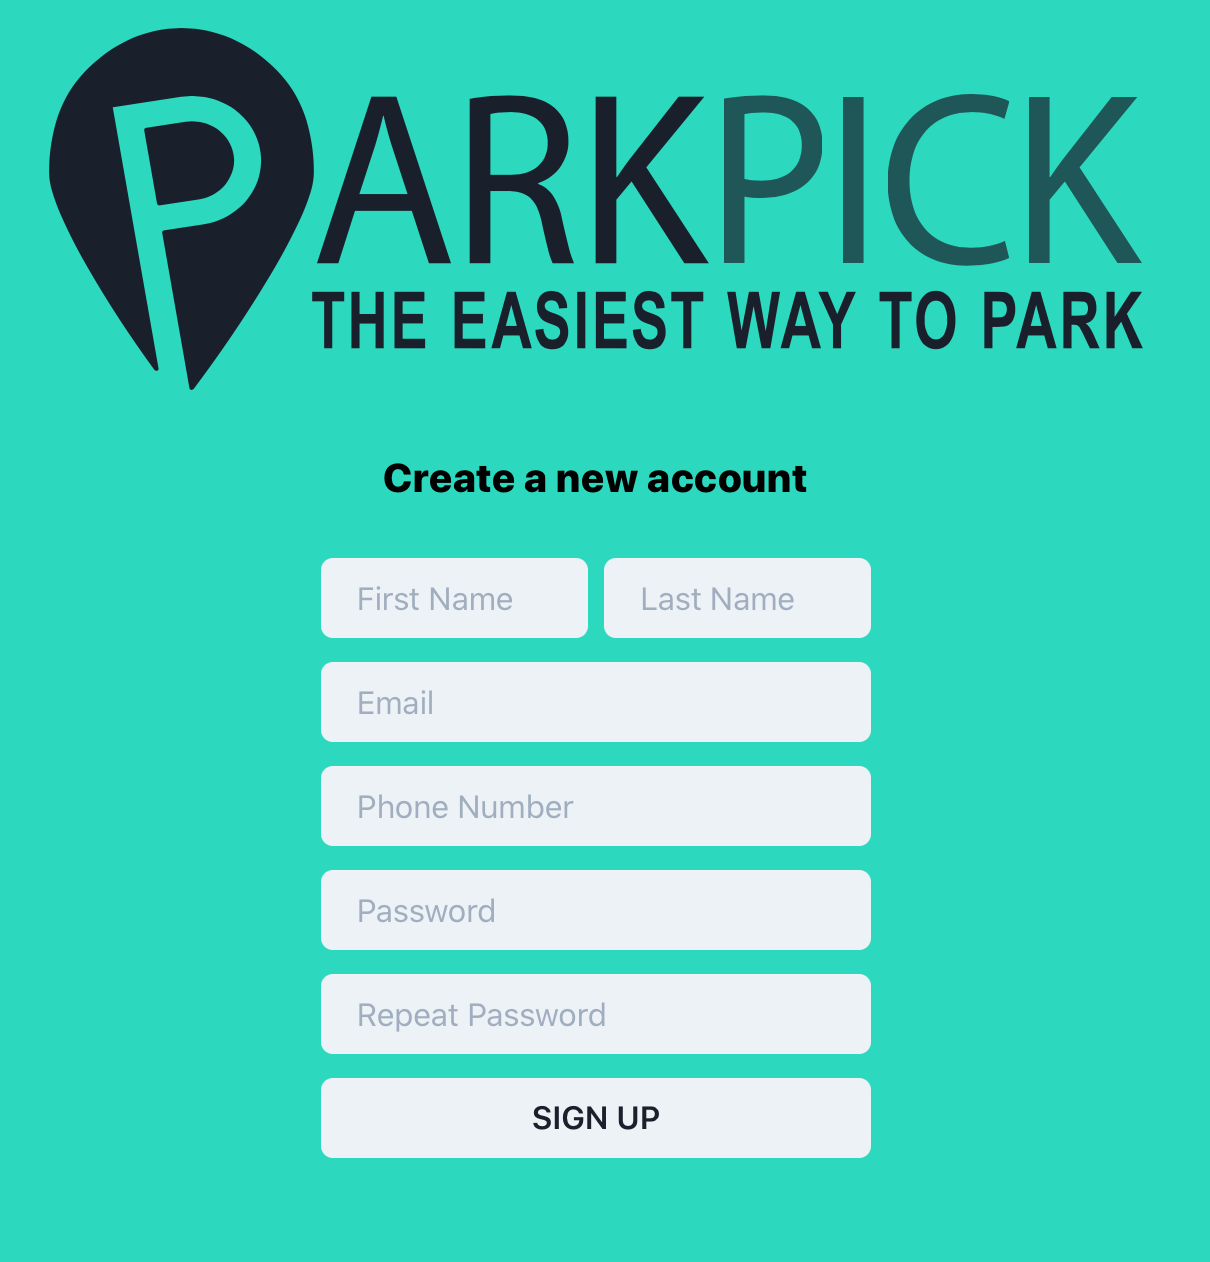 PARKPICK
THE EASIEST WAY TO PARK
Create a new account
First Name Last Name
Email
Phone Number
Password
Repeat Password
SIGN UP